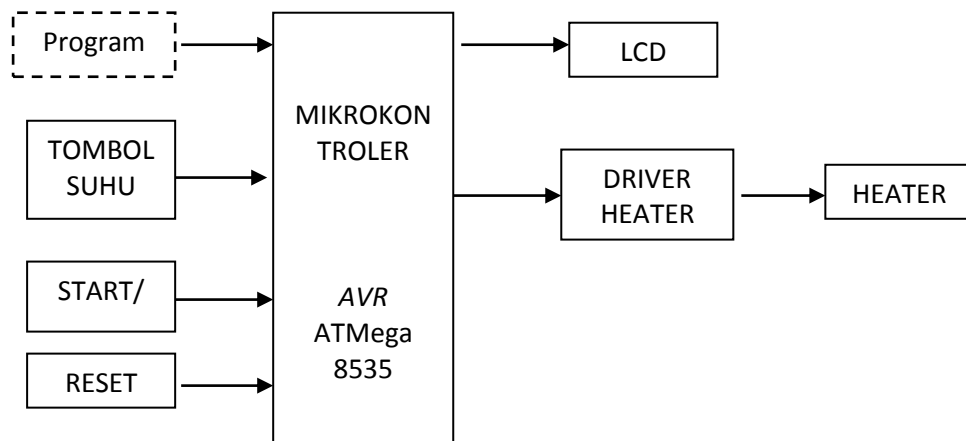 Program
TOMBOL
SUHU
START/
RESET
MIKROKON
TROLER
AVR
ATMega
8535
LCD
DRIVER
HEATER
HEATER